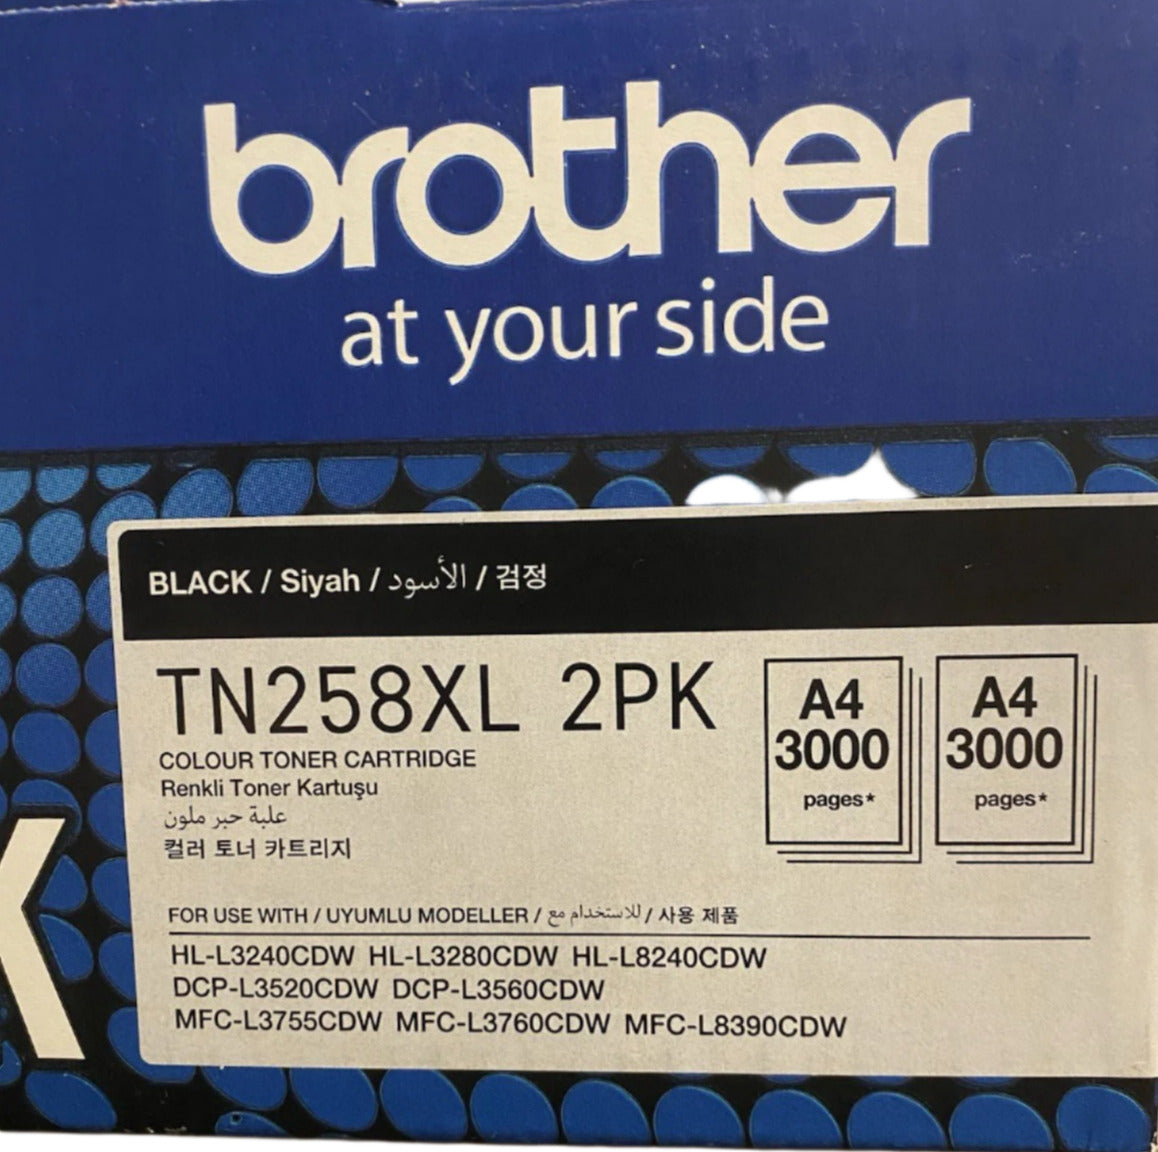 brother
at your side
BLACK / Siyah / الأسود / 검정
TN258XL 2PK
COLOUR TONER CARTRIDGE
Renkli Toner Kartuşu
علبة حبر ملون
컬러 토너 카트리지
A4
3000
pages*
A4
3000
pages*
FOR USE WITH / UYUMLU MODELLER / للاستخدام مع / 사용 제품
HL-L3240CDW HL-L3280CDW HL-L8240CDW
DCP-L3520CDW DCP-L3560CDW
MFC-L3755CDW MFC-L3760CDW MFC-L8390CDW